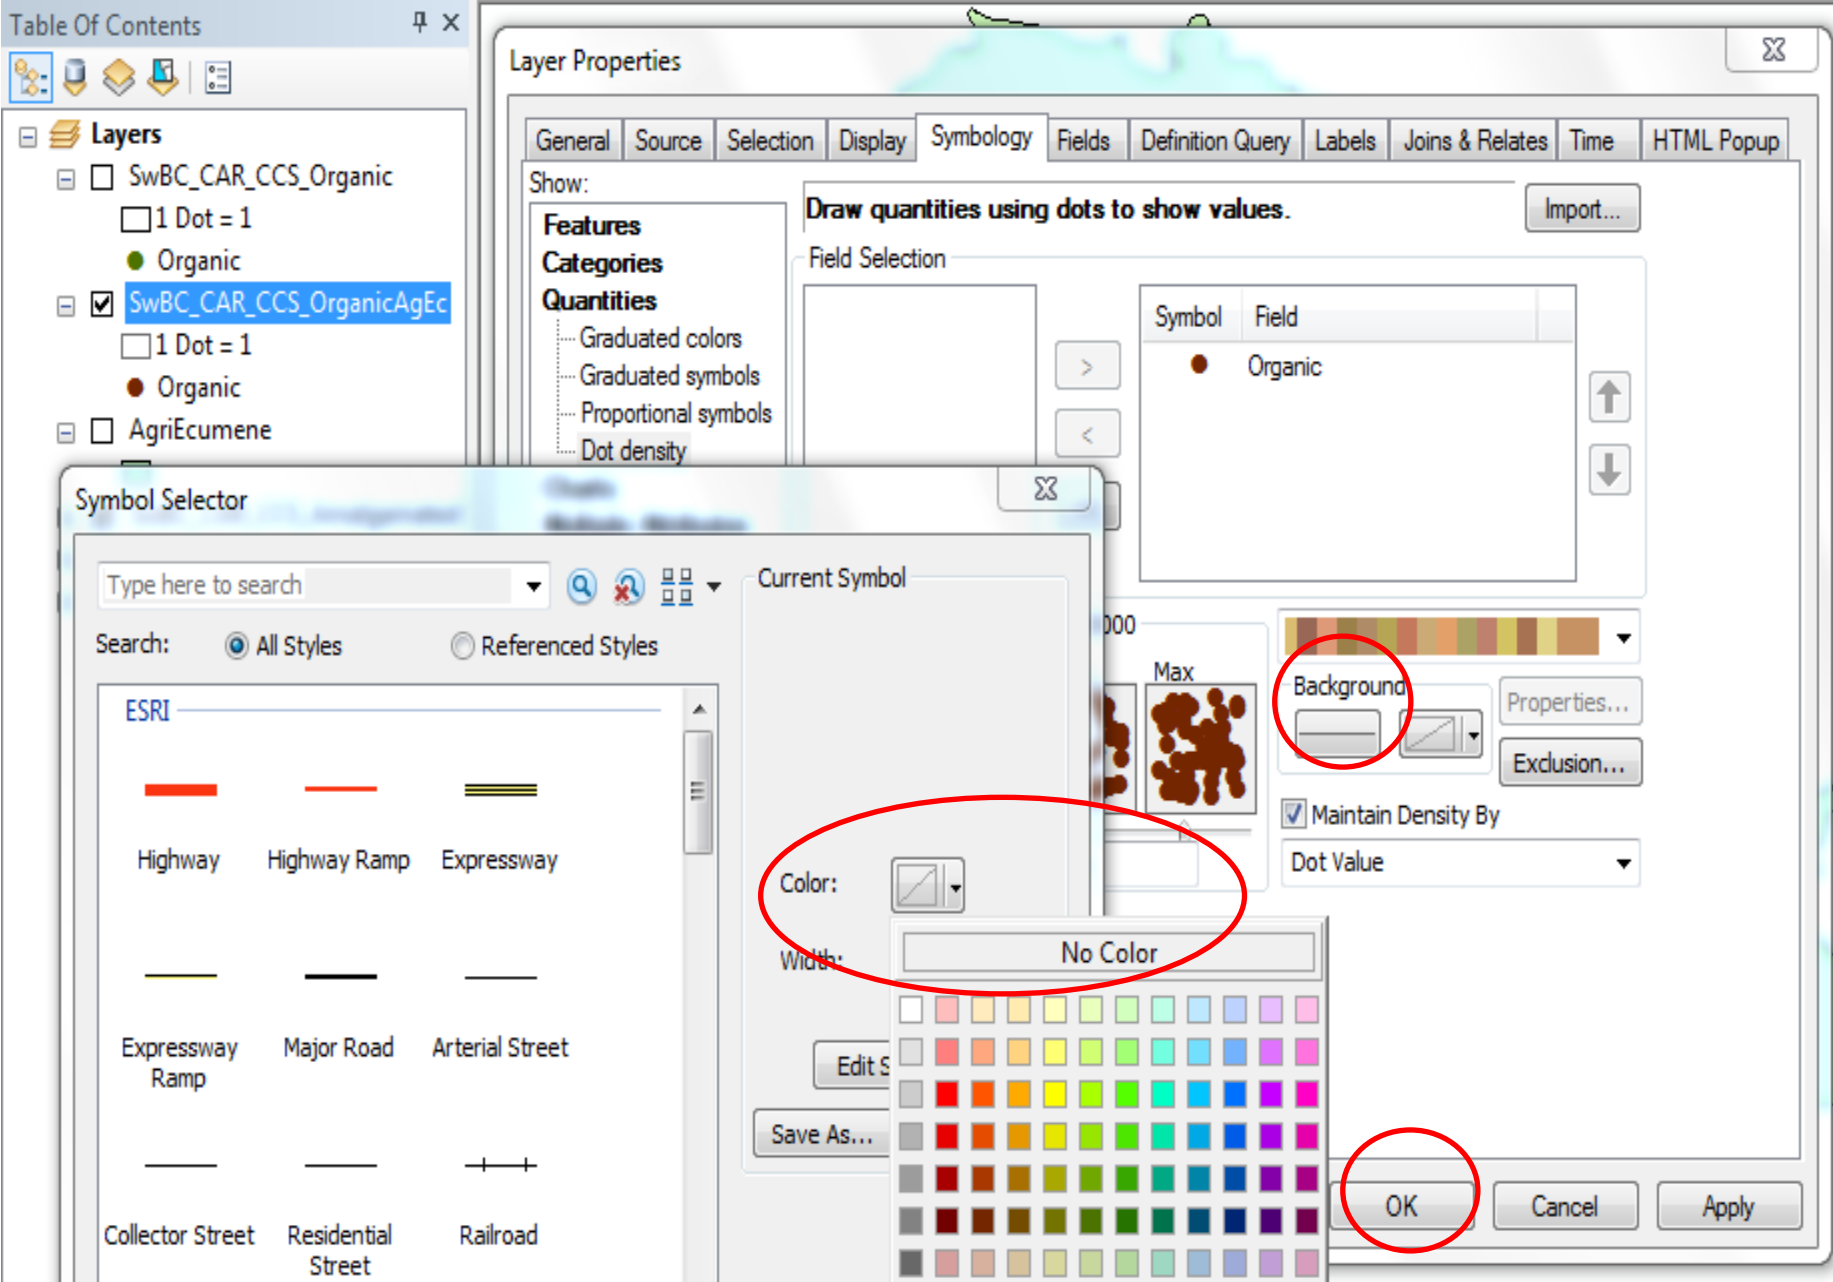 Table Of Contents
Layers
SwBC_CAR_CCS_Organic
1 Dot = 1
Organic
SwBC_CAR_CCS_OrganicAgEc
1 Dot = 1
Organic
AgriEcumene
Layer Properties
General Source Selection Display Symbology Fields Definition Query Labels Joins & Relates Time HTML Popup
Show:
Features
Categories
Quantities
Graduated colors
Graduated symbols
Proportional symbols
Dot density
Draw quantities using dots to show values.
Import...
Field Selection
>
<
Symbol Field
Organic
000
Max
Background
Properties...
Exclusion...
Maintain Density By
Dot Value
OK Cancel Apply
Symbol Selector
Type here to search
Search: All Styles Referenced Styles
ESRI
Highway Highway Ramp Expressway
Expressway Ramp Major Road Arterial Street
Collector Street Residential Street Railroad
Current Symbol
Color:
No Color
Width:
Edit S
Save As...